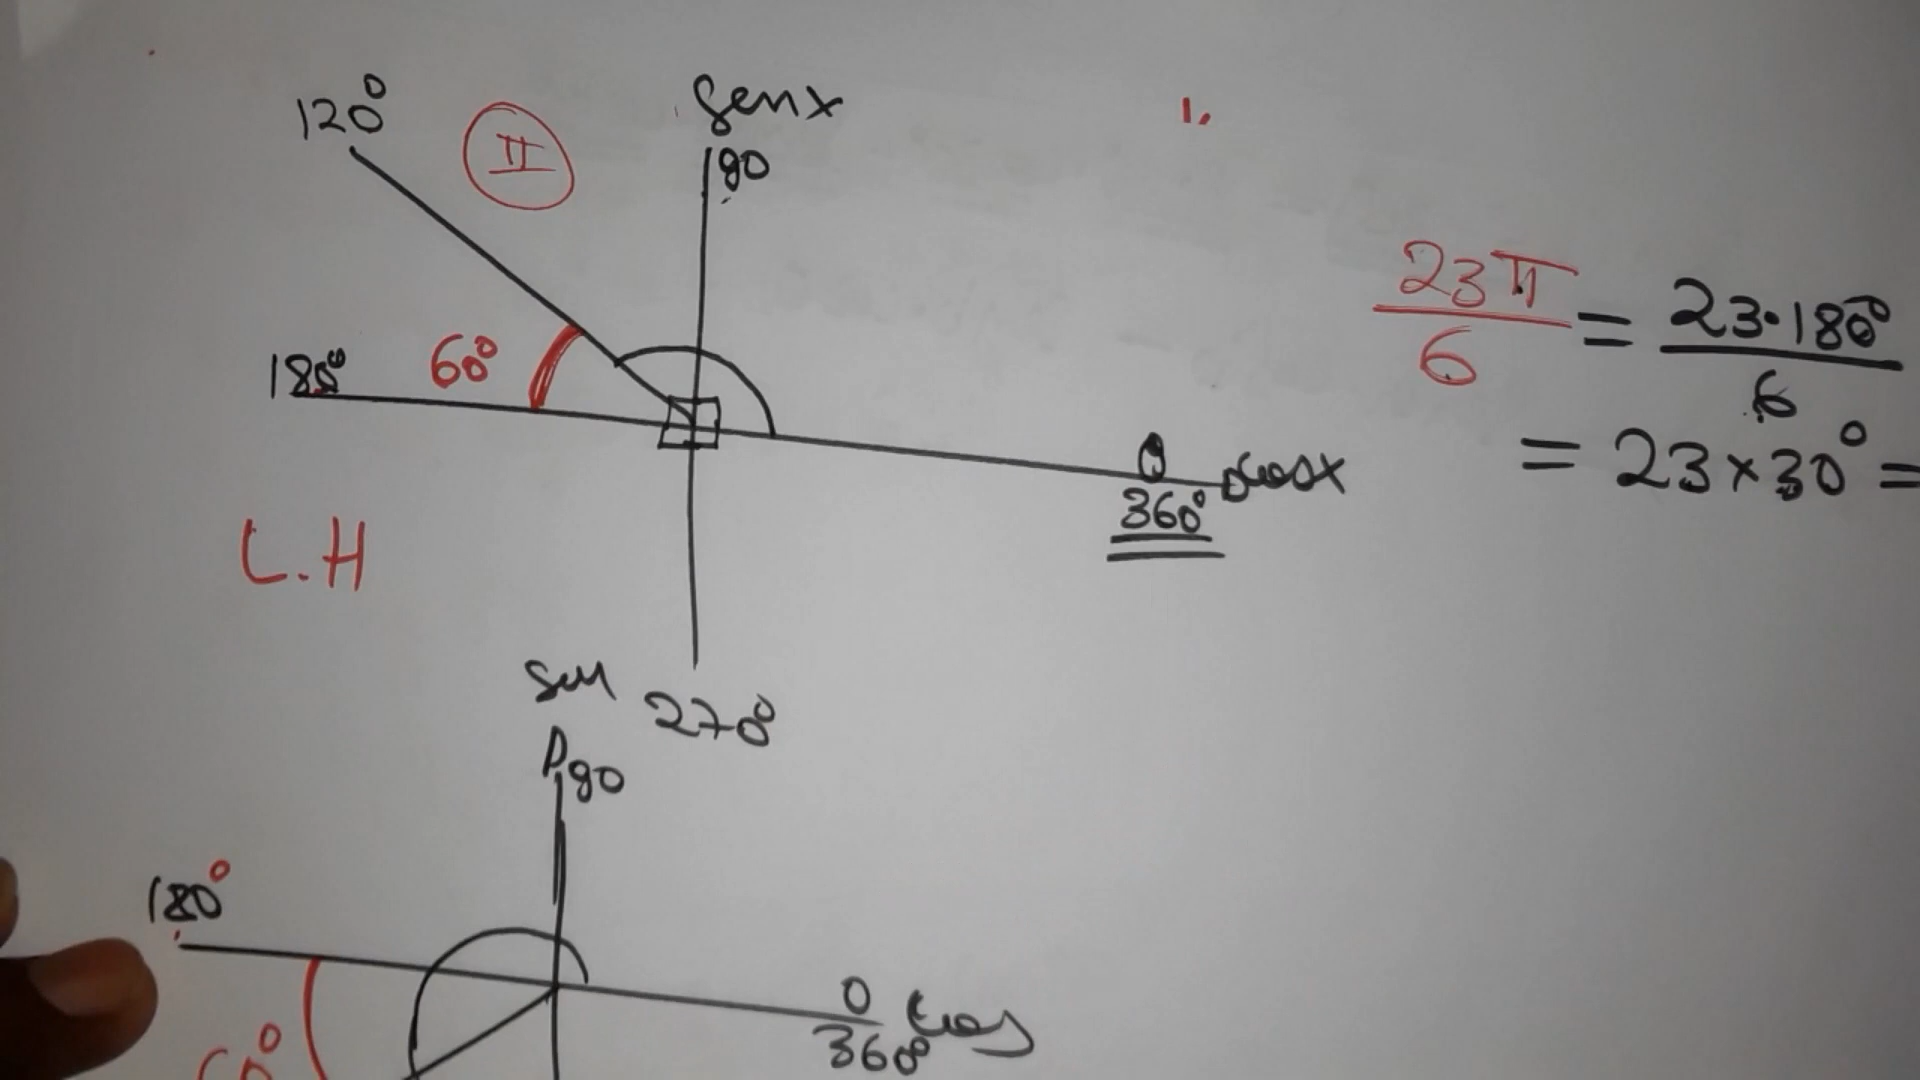 120° II senx
90
1.
180° 60°
0
360° cosx
L.H
270°
23π/6 = 23·180°/6
= 23×30° =
sen
90
180°
0
360° cos
60°